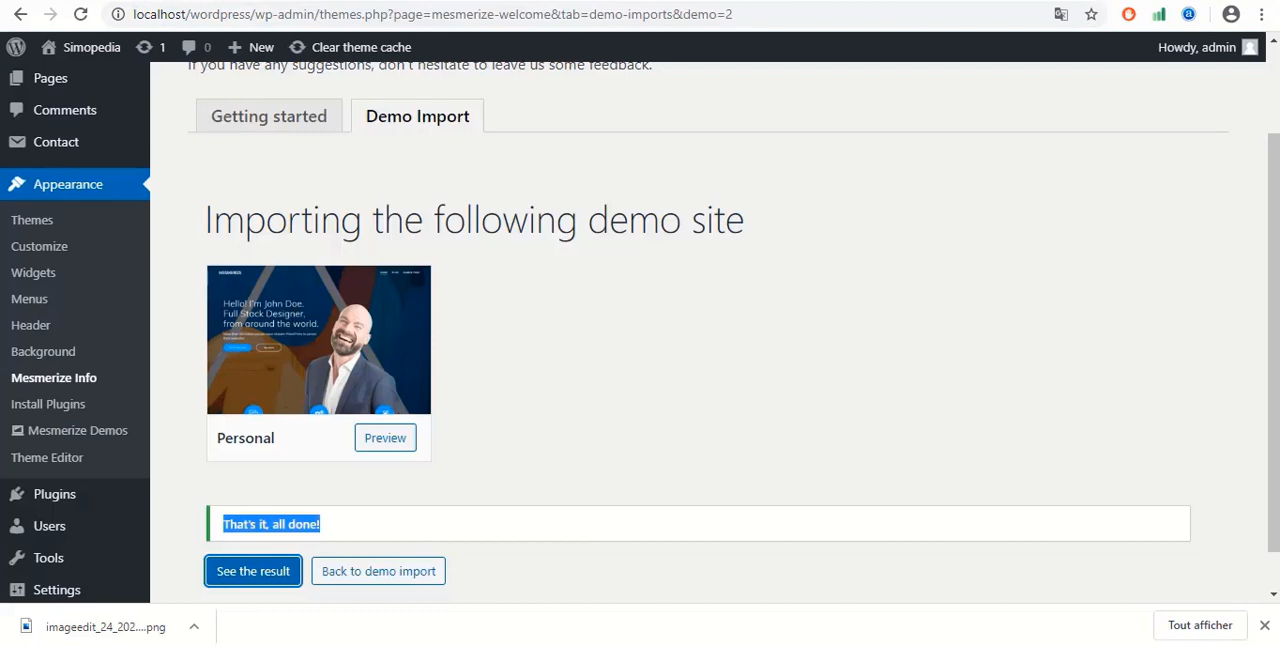 localhost/wordpress/wp-admin/themes.php?page=mesmerize-welcome&tab=demo-imports&demo=2
Simopedia 1 0 New Clear theme cache Howdy, admin
If you have any suggestions, don't hesitate to leave us some feedback.
Pages
Comments
Contact
Appearance
Themes
Customize
Widgets
Menus
Header
Background
Mesmerize Info
Install Plugins
Mesmerize Demos
Theme Editor
Plugins
Users
Tools
Settings
Getting started Demo Import
Importing the following demo site
Hello! I'm John Doe.
Full Stack Designer,
from around the world.
Personal Preview
That's it, all done!
See the result Back to demo import
imageedit_24_202....png Tout afficher